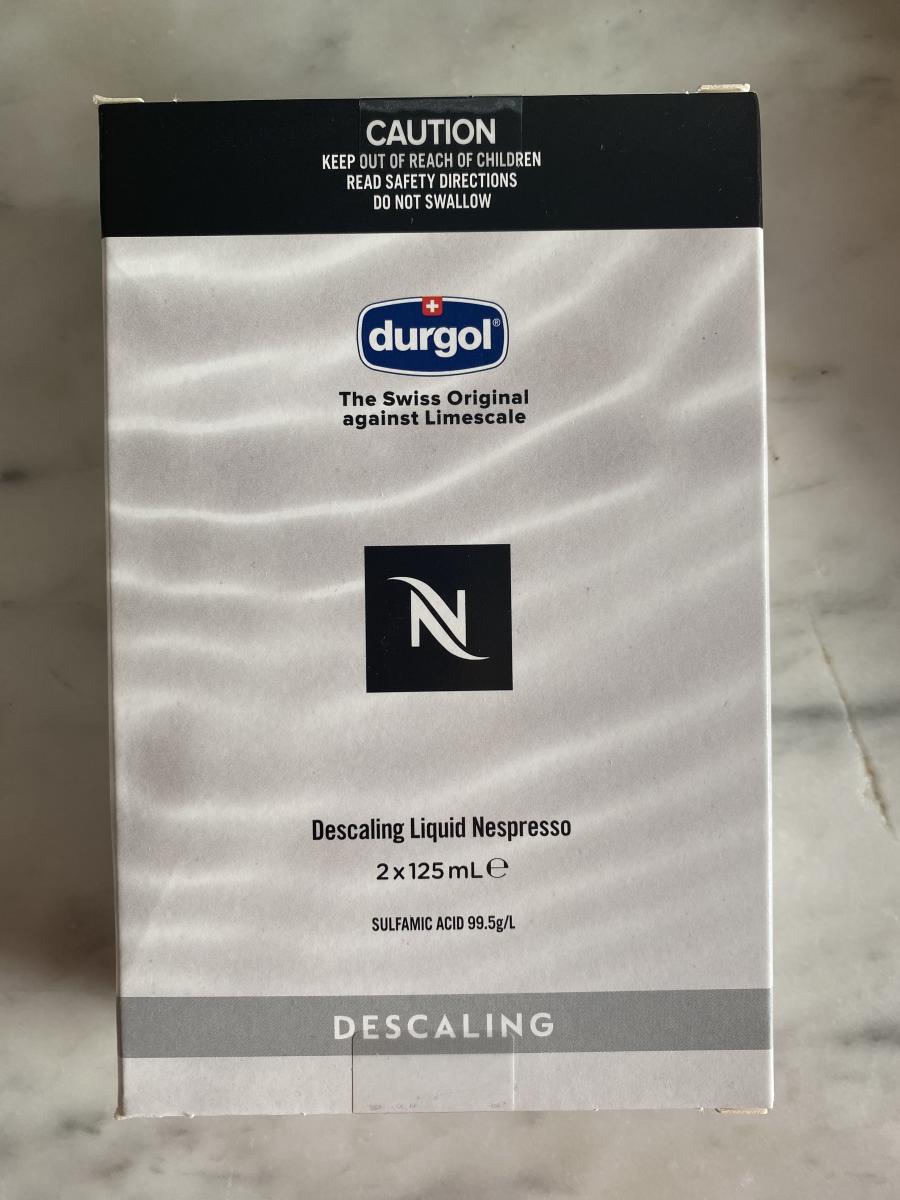 CAUTION
KEEP OUT OF REACH OF CHILDREN
READ SAFETY DIRECTIONS
DO NOT SWALLOW
durgol®
The Swiss Original
against Limescale
N
Descaling Liquid Nespresso
2 x 125 mL ℮
SULFAMIC ACID 99.5g/L
DESCALING